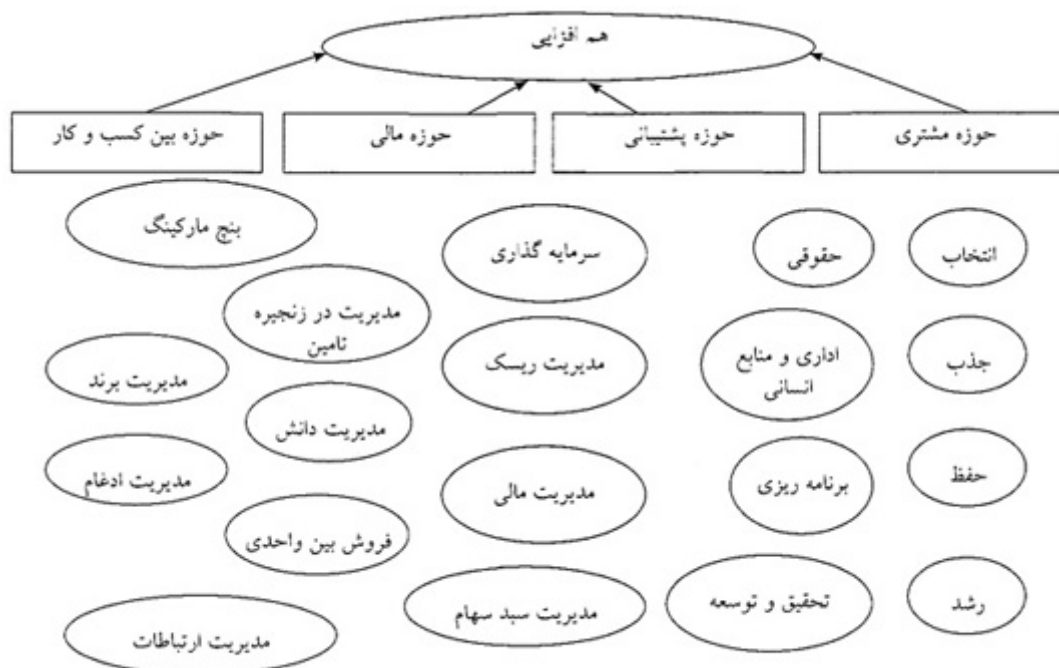 هم افزایی
حوزه مشتری
حوزه پشتیبانی
حوزه مالی
حوزه بین کسب و کار
انتخاب
جذب
حفظ
رشد
حقوقی
اداری و منابع
انسانی
برنامه ریزی
تحقیق و توسعه
سرمایه گذاری
مدیریت ریسک
مدیریت مالی
مدیریت سبد سهام
بنچ مارکینگ
مدیریت در زنجیره
تامین
مدیریت برند
مدیریت دانش
مدیریت ادغام
فروش بین واحدی
مدیریت ارتباطات